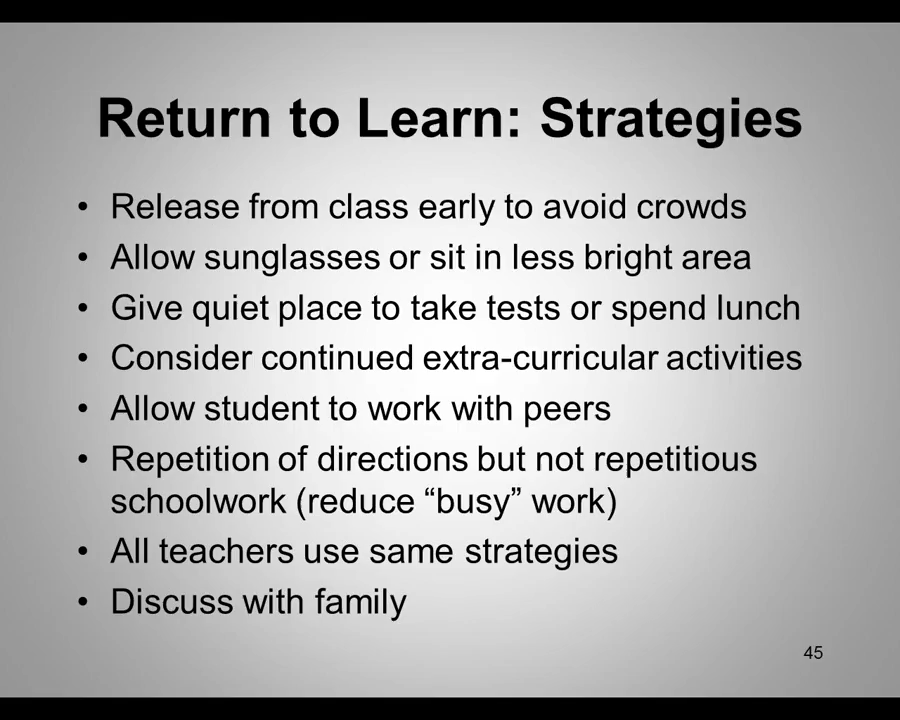 Return to Learn: Strategies
• Release from class early to avoid crowds
• Allow sunglasses or sit in less bright area
• Give quiet place to take tests or spend lunch
• Consider continued extra-curricular activities
• Allow student to work with peers
• Repetition of directions but not repetitious
schoolwork (reduce “busy” work)
• All teachers use same strategies
• Discuss with family
45